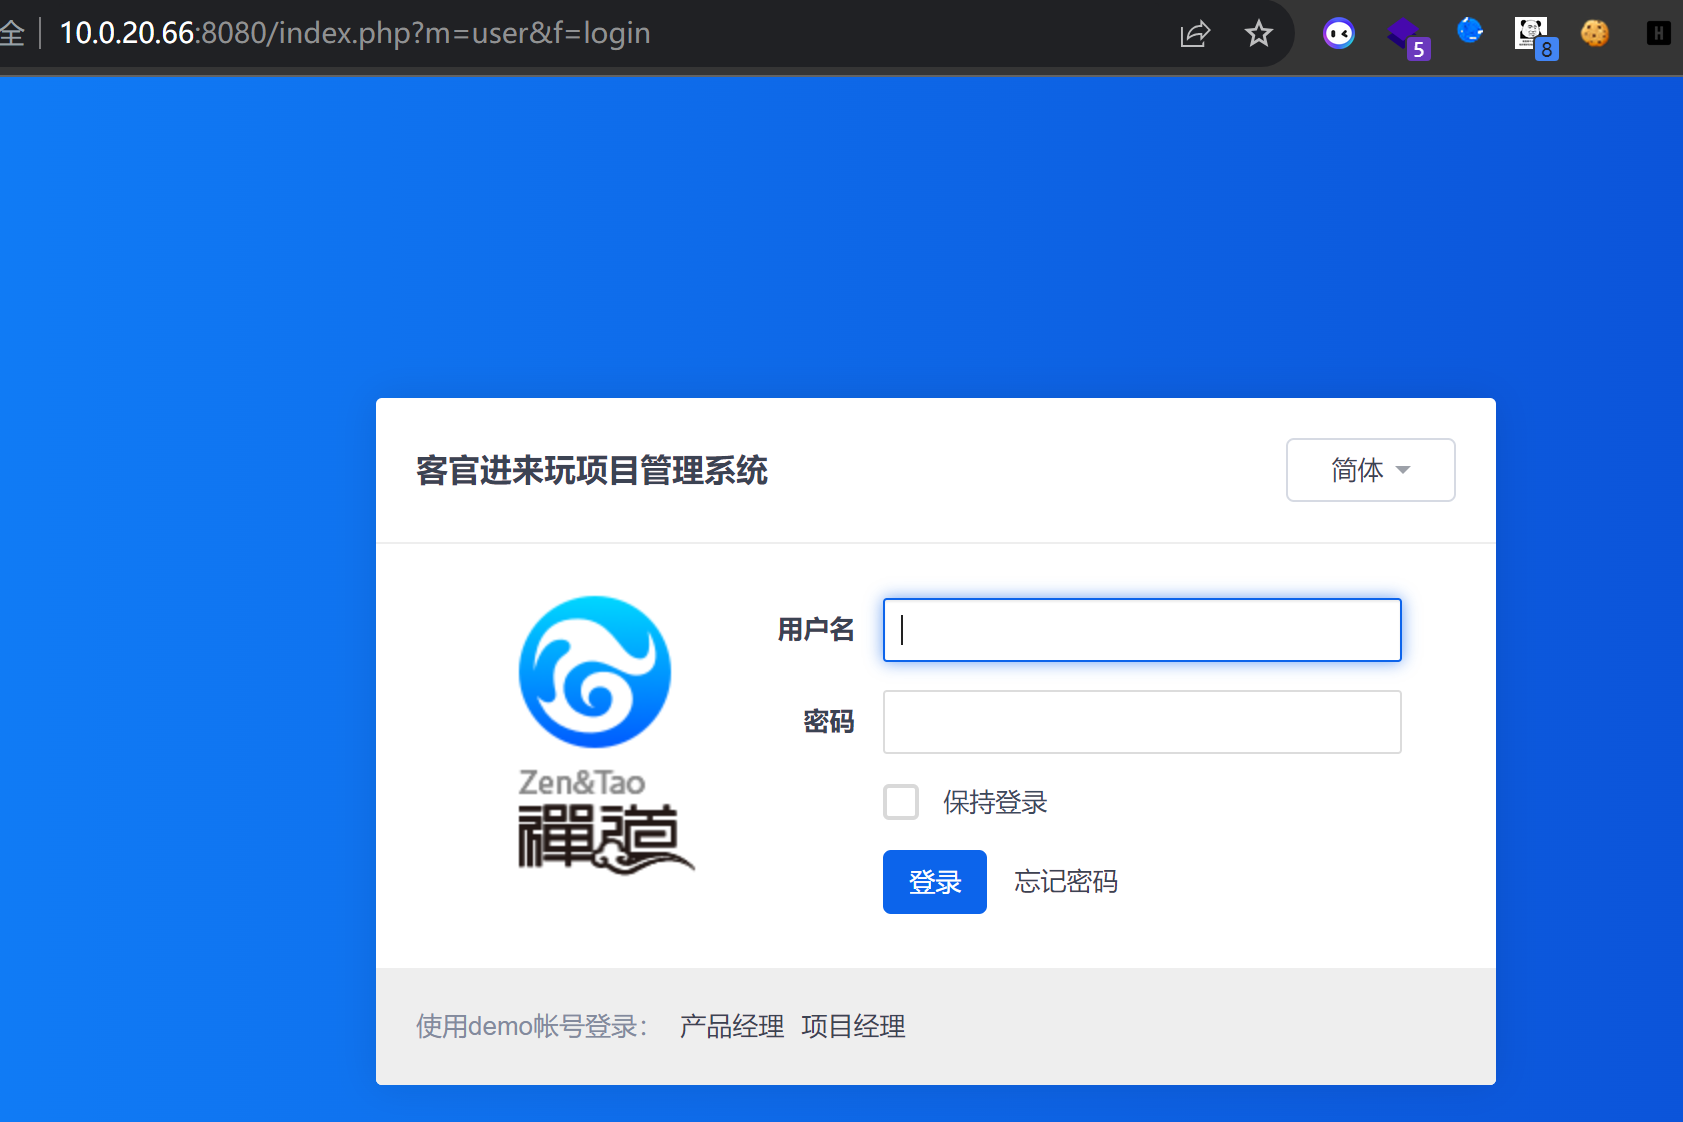 全 10.0.20.66:8080/index.php?m=user&f=login
5
8
H
客官进来玩项目管理系统
简体
用户名
密码
Zen&Tao
禪道
保持登录
登录 忘记密码
使用demo帐号登录： 产品经理 项目经理